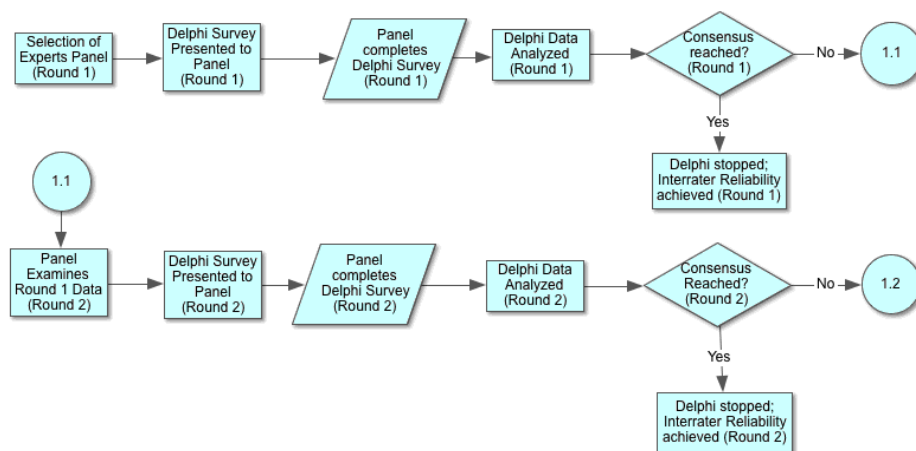 Selection of
Experts Panel
(Round 1)
Delphi Survey
Presented to
Panel
(Round 1)
Panel
completes
Delphi Survey
(Round 1)
Delphi Data
Analyzed
(Round 1)
Consensus
reached?
(Round 1)
No
1.1
Yes
Delphi stopped;
Interrater Reliability
achieved (Round 1)
1.1
Panel
Examines
Round 1 Data
(Round 2)
Delphi Survey
Presented to
Panel
(Round 2)
Panel
completes
Delphi Survey
(Round 2)
Delphi Data
Analyzed
(Round 2)
Consensus
Reached?
(Round 2)
No
1.2
Yes
Delphi stopped;
Interrater Reliability
achieved (Round 2)